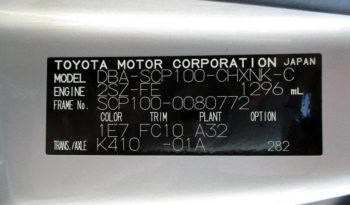 TOYOTA MOTOR CORPORATION JAPAN
MODEL DBA-SCP100-CHXNK-C
ENGINE 2SZ-FE 1296 mL
FRAME No. SCP100-0080772
COLOR TRIM PLANT OPTION
1E7 FC10 A32
TRANS./AXLE K410 -01A 282